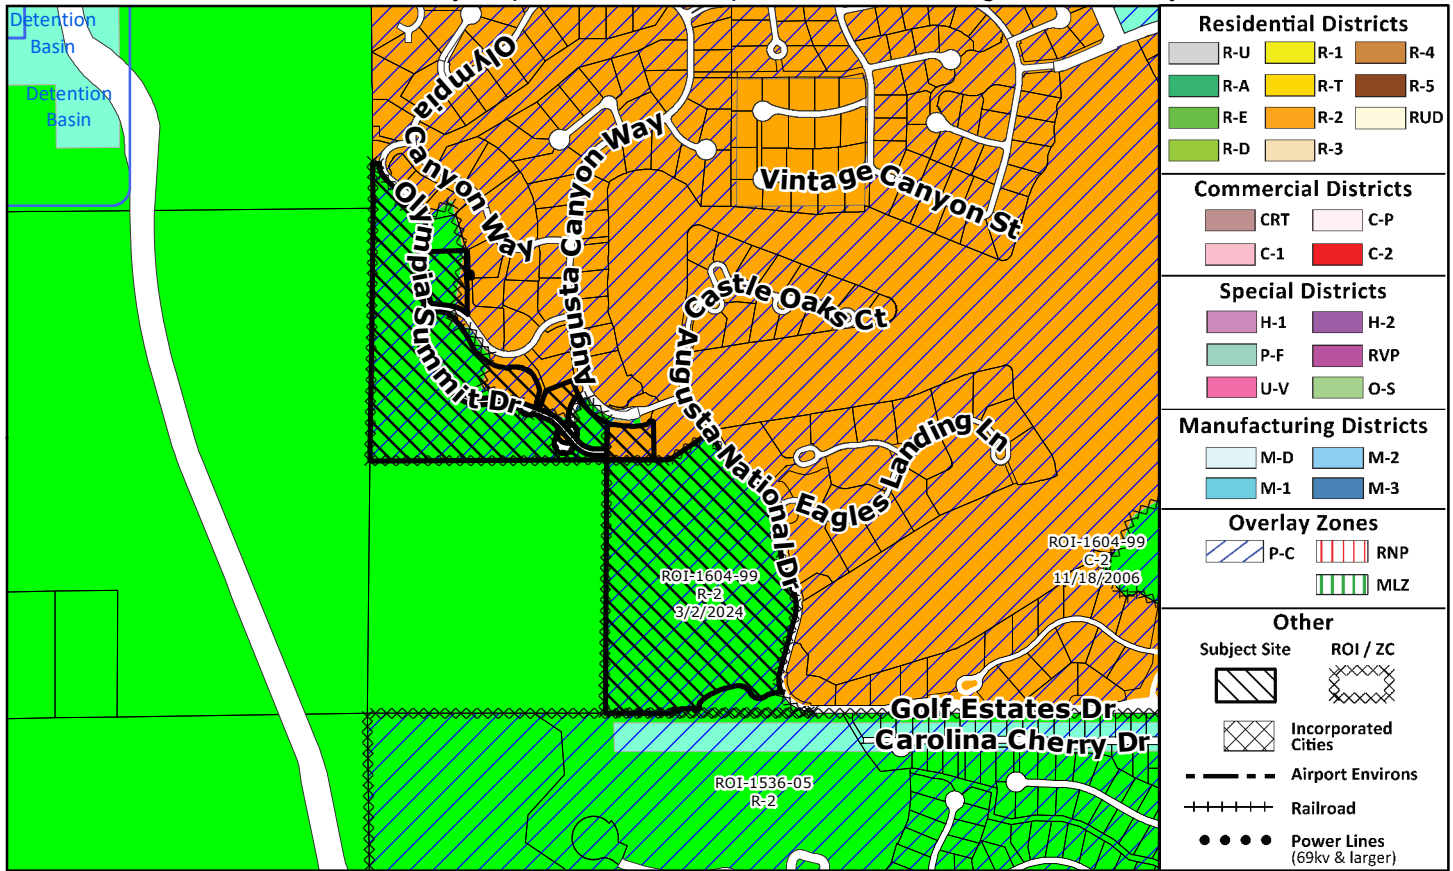 Detention
Basin
Detention
Basin
Olympia
Canyon Way
Augusta Canyon Way
Vintage Canyon St
Olympia Summit Dr
Castle Oaks Ct
Augusta National Dr
Eagles Landing Ln
ROI-1604-99
C-2
11/18/2006
ROI-1604-99
R-2
3/2/2024
Golf Estates Dr
Carolina Cherry Dr
ROI-1536-05
R-2
Residential Districts
R-U R-1 R-4
R-A R-T R-5
R-E R-2 RUD
R-D R-3
Commercial Districts
CRT C-P
C-1 C-2
Special Districts
H-1 H-2
P-F RVP
U-V O-S
Manufacturing Districts
M-D M-2
M-1 M-3
Overlay Zones
P-C RNP
MLZ
Other
Subject Site ROI / ZC
Incorporated
Cities
Airport Environs
Railroad
Power Lines
(69kv & larger)